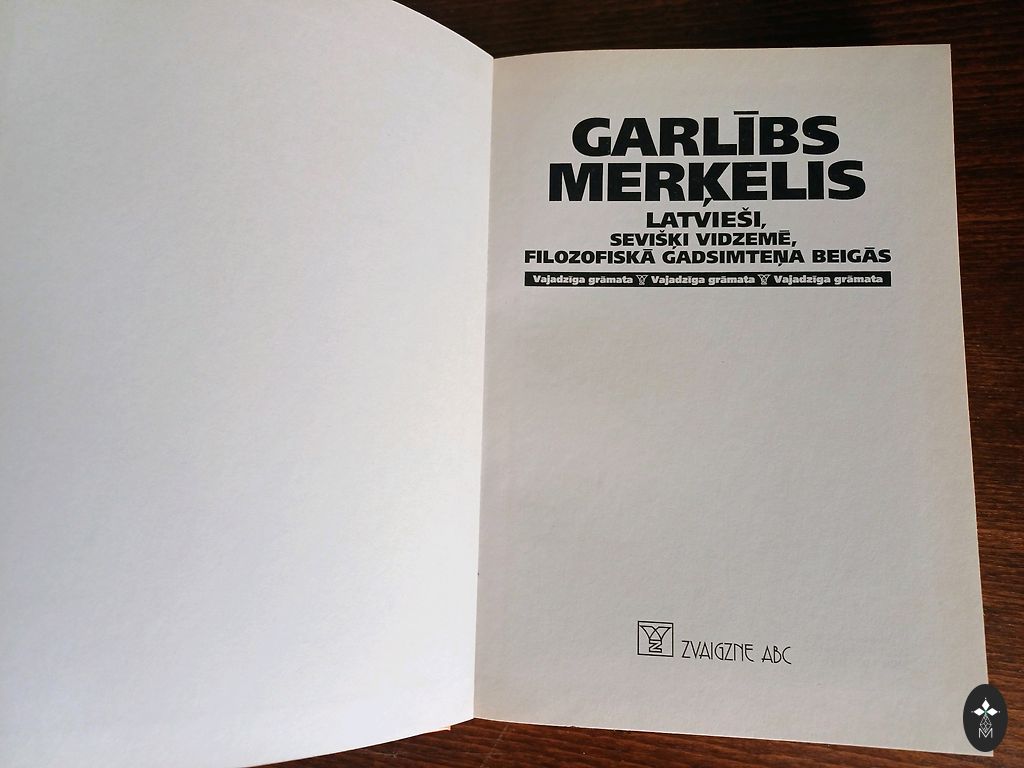 GARLĪBS
MERĶELIS
LATVIEŠI,
SEVIŠĶI VIDZEMĒ,
FILOZOFISKĀ GADSIMTEŅA BEIGĀS
Vajadzīga grāmata Vajadzīga grāmata Vajadzīga grāmata
ZVAIGZNE ABC
M